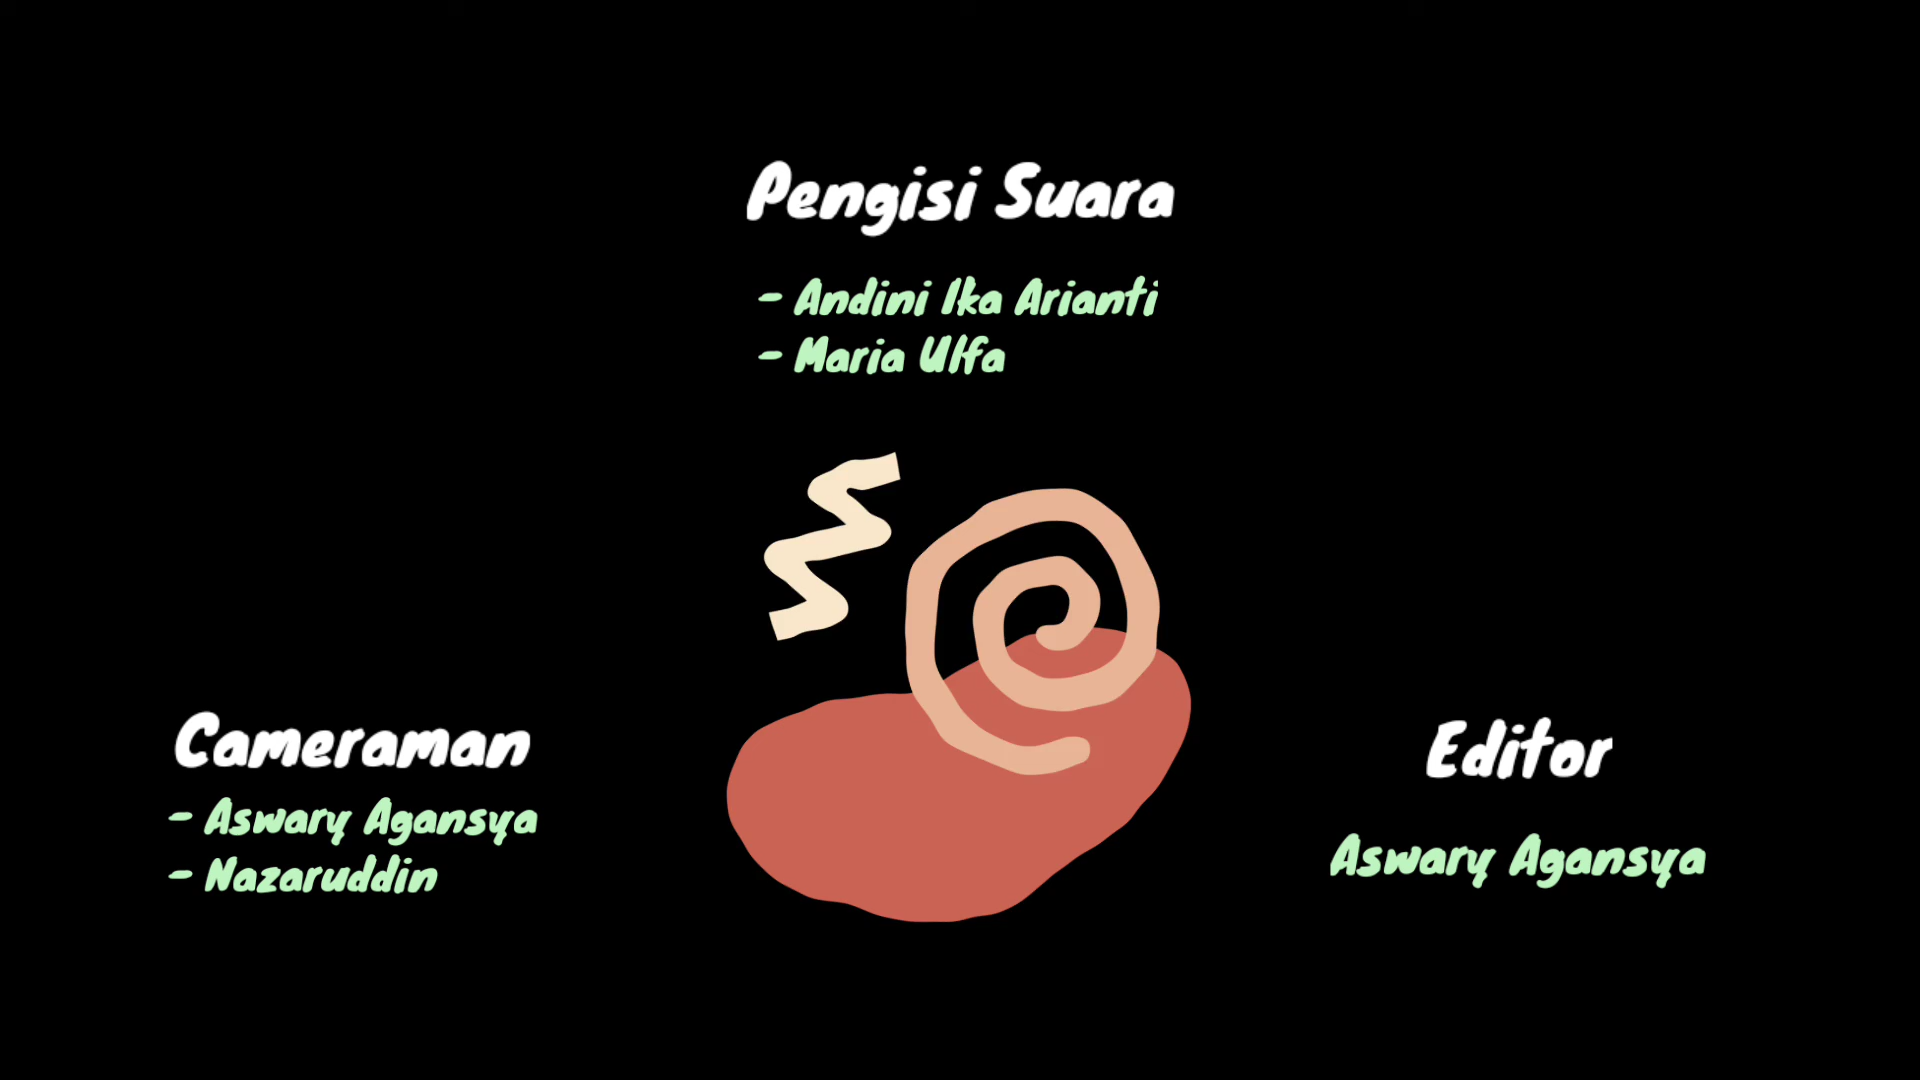 Pengisi Suara
- Andini Ika Arianti
- Maria Ulfa
Cameraman
- Aswary Agansya
- Nazaruddin
Editor
Aswary Agansya